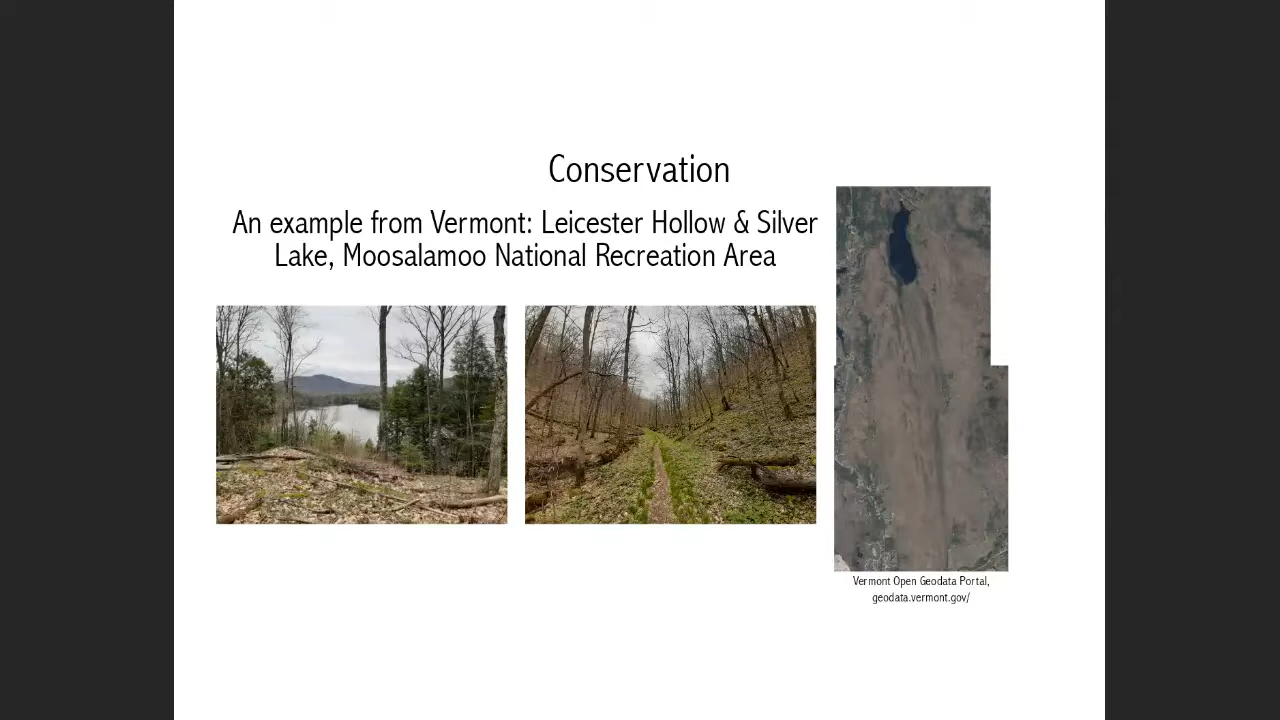 Conservation
An example from Vermont: Leicester Hollow & Silver
Lake, Moosalamoo National Recreation Area
Vermont Open Geodata Portal,
geodata.vermont.gov/